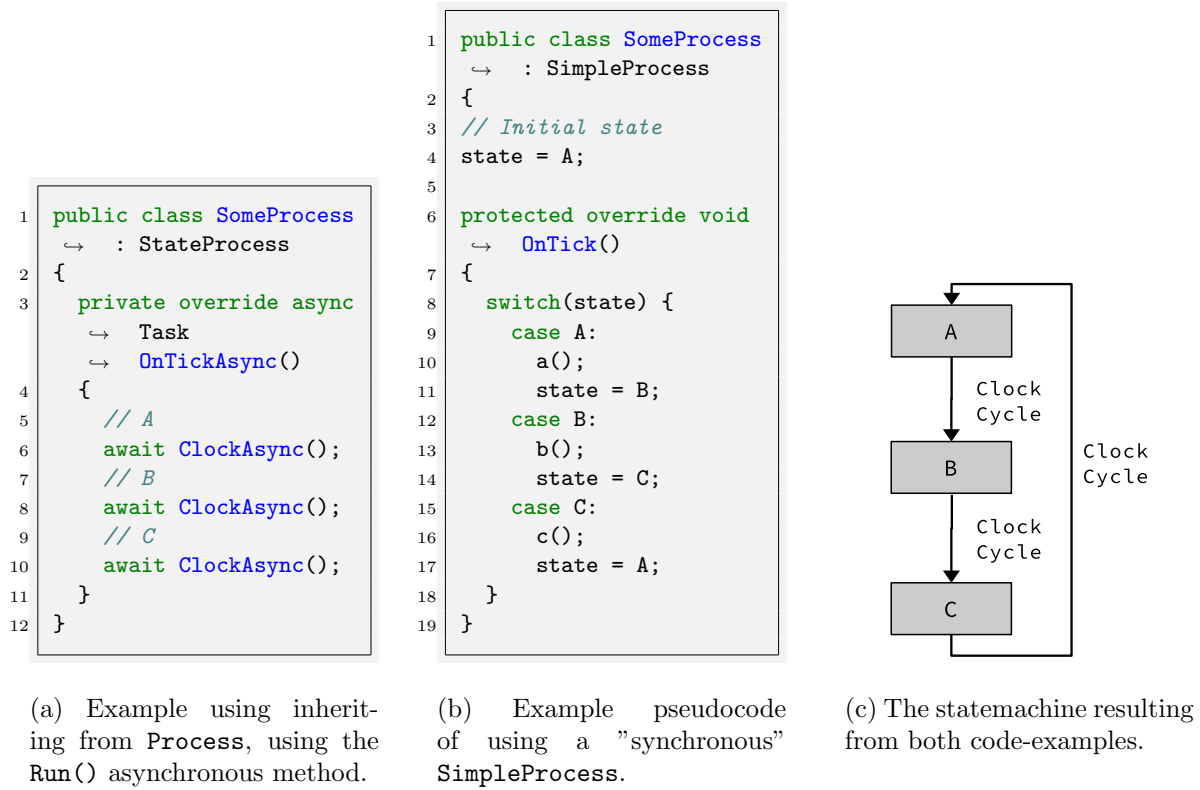 1 public class SomeProcess
↪ : StateProcess
2 {
3 private override async
↪ Task
↪ OnTickAsync()
4 {
5 // A
6 await ClockAsync();
7 // B
8 await ClockAsync();
9 // C
10 await ClockAsync();
11 }
12 }
(a) Example using inherit-
ing from Process, using the
Run() asynchronous method.
1 public class SomeProcess
↪ : SimpleProcess
2 {
3 // Initial state
4 state = A;
5
6 protected override void
↪ OnTick()
7 {
8 switch(state) {
9 case A:
10 a();
11 state = B;
12 case B:
13 b();
14 state = C;
15 case C:
16 c();
17 state = A;
18 }
19 }
(b) Example pseudocode
of using a ”synchronous”
SimpleProcess.
A
Clock
Cycle
B
Clock
Cycle
Clock
Cycle
C
(c) The statemachine resulting
from both code-examples.